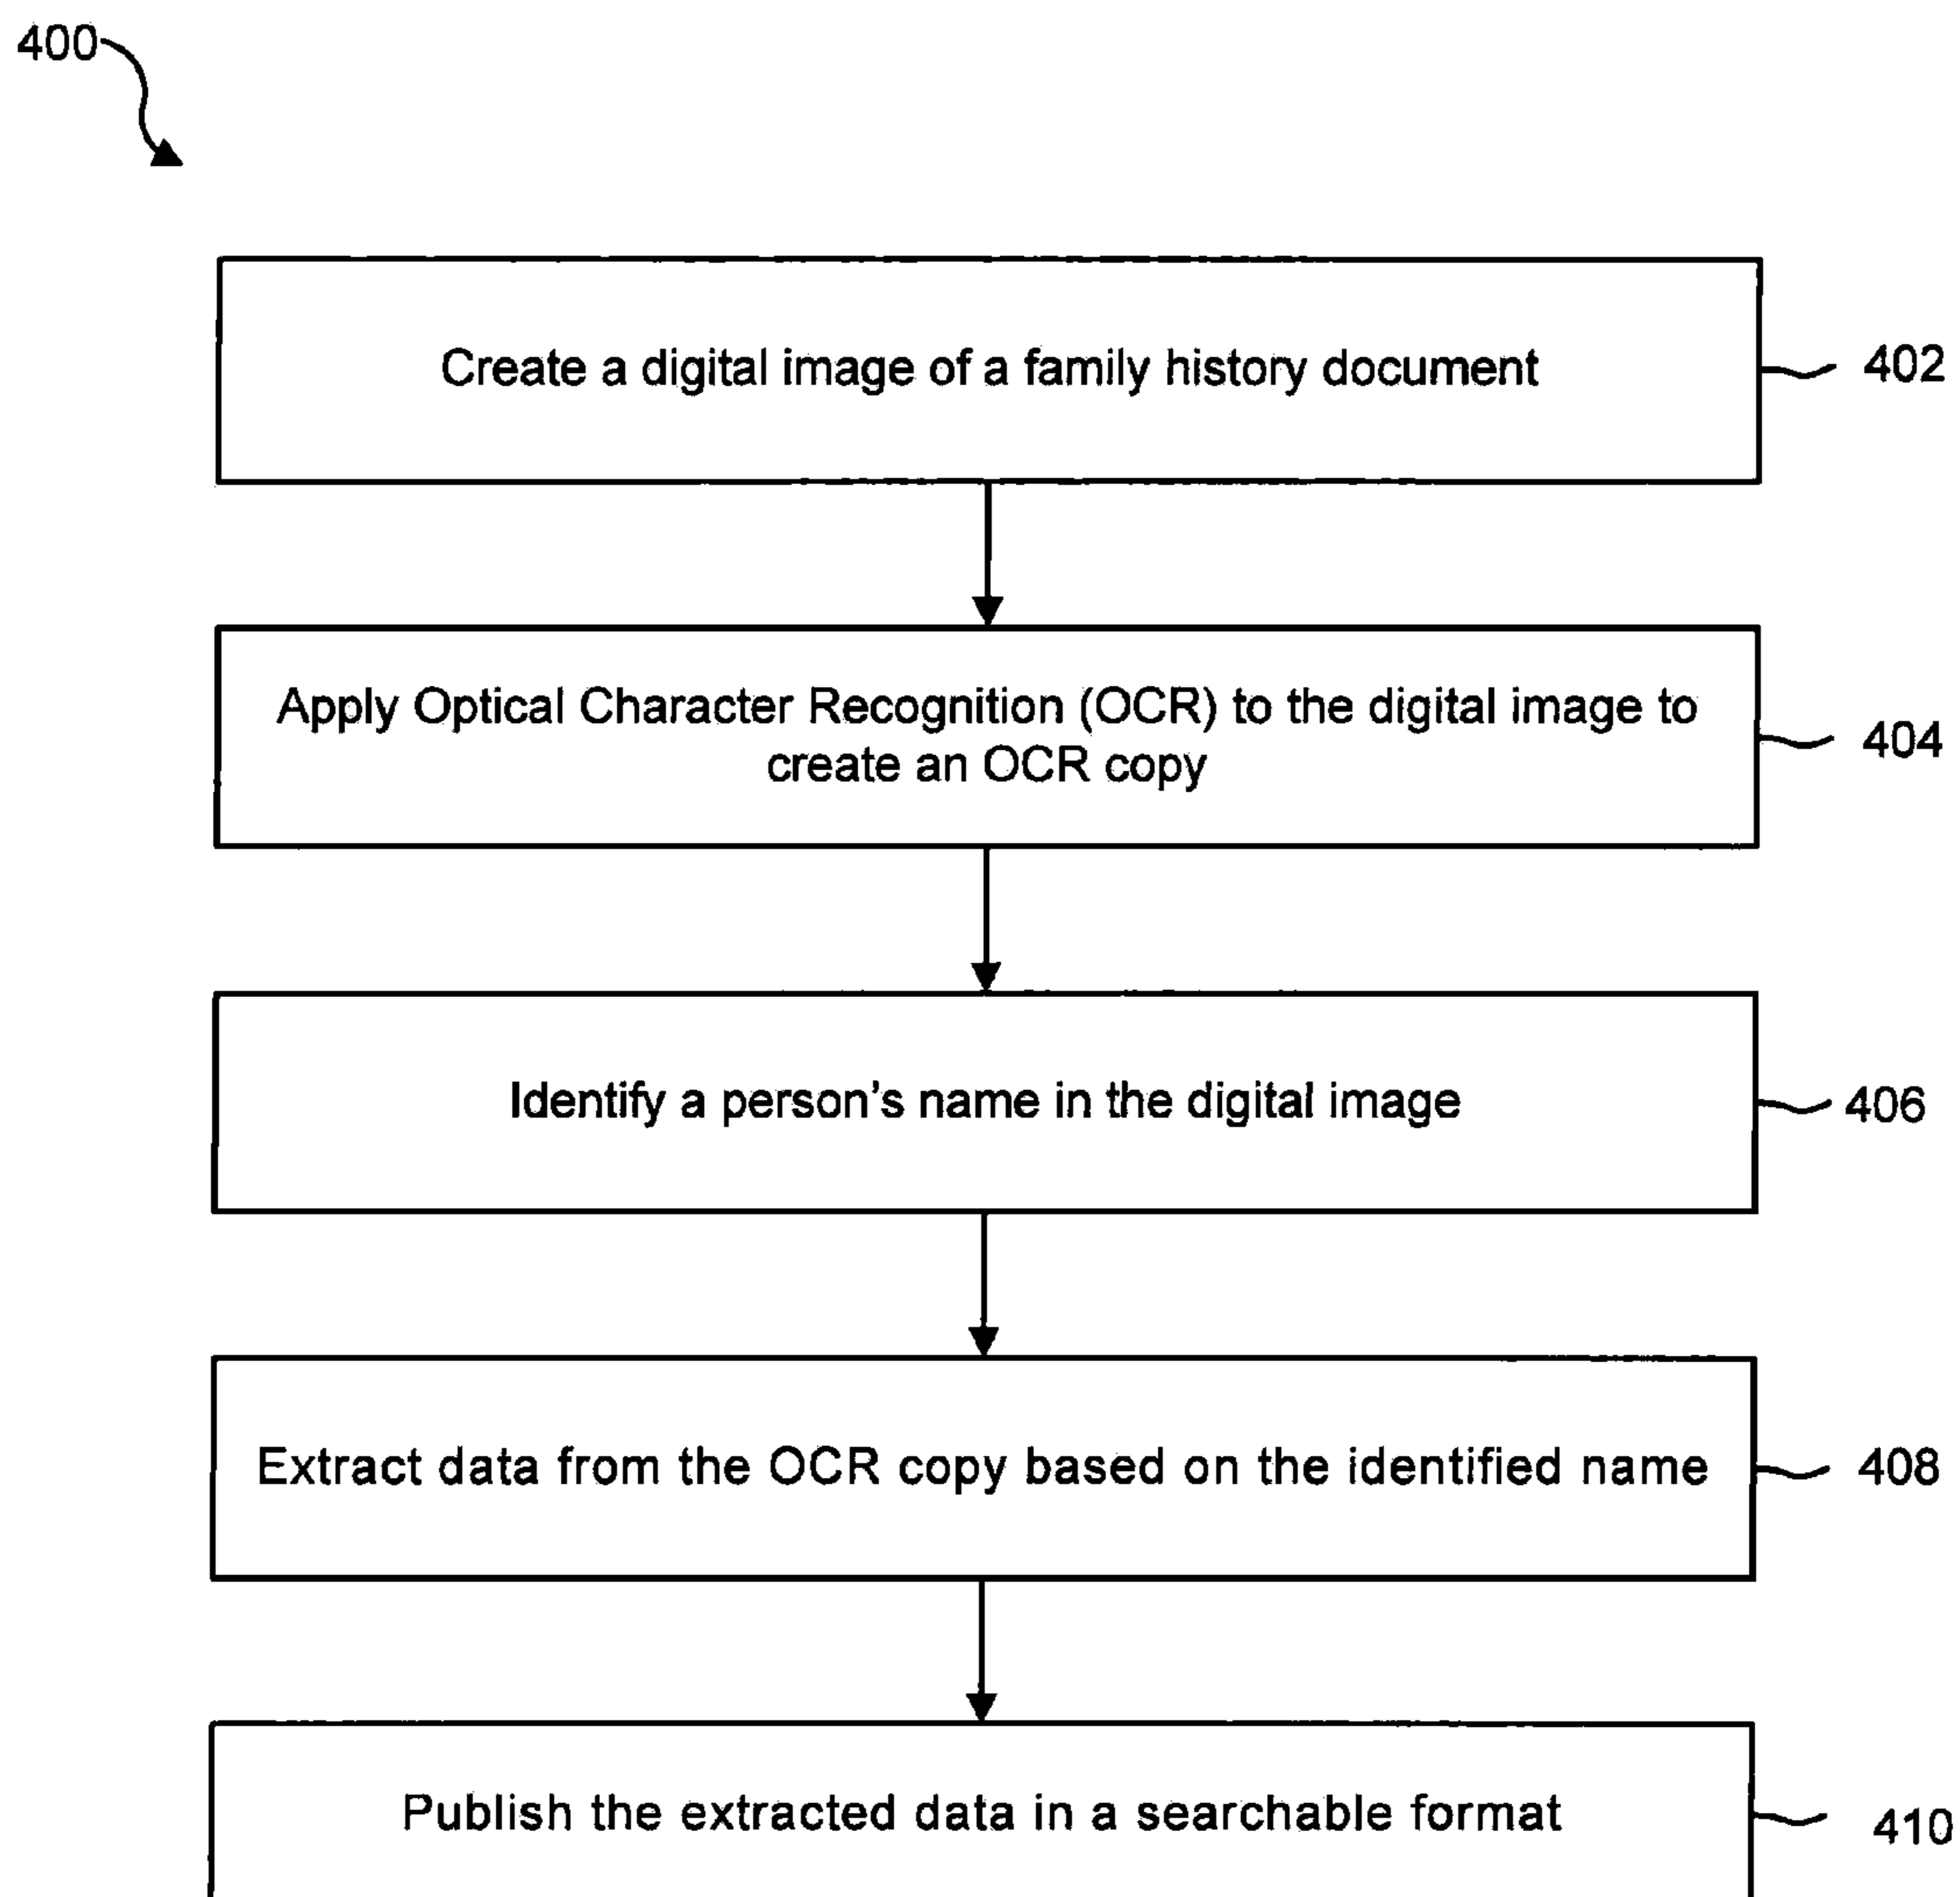 400
Create a digital image of a family history document
402
Apply Optical Character Recognition (OCR) to the digital image to
create an OCR copy
404
Identify a person's name in the digital image
406
Extract data from the OCR copy based on the identified name
408
Publish the extracted data in a searchable format
410